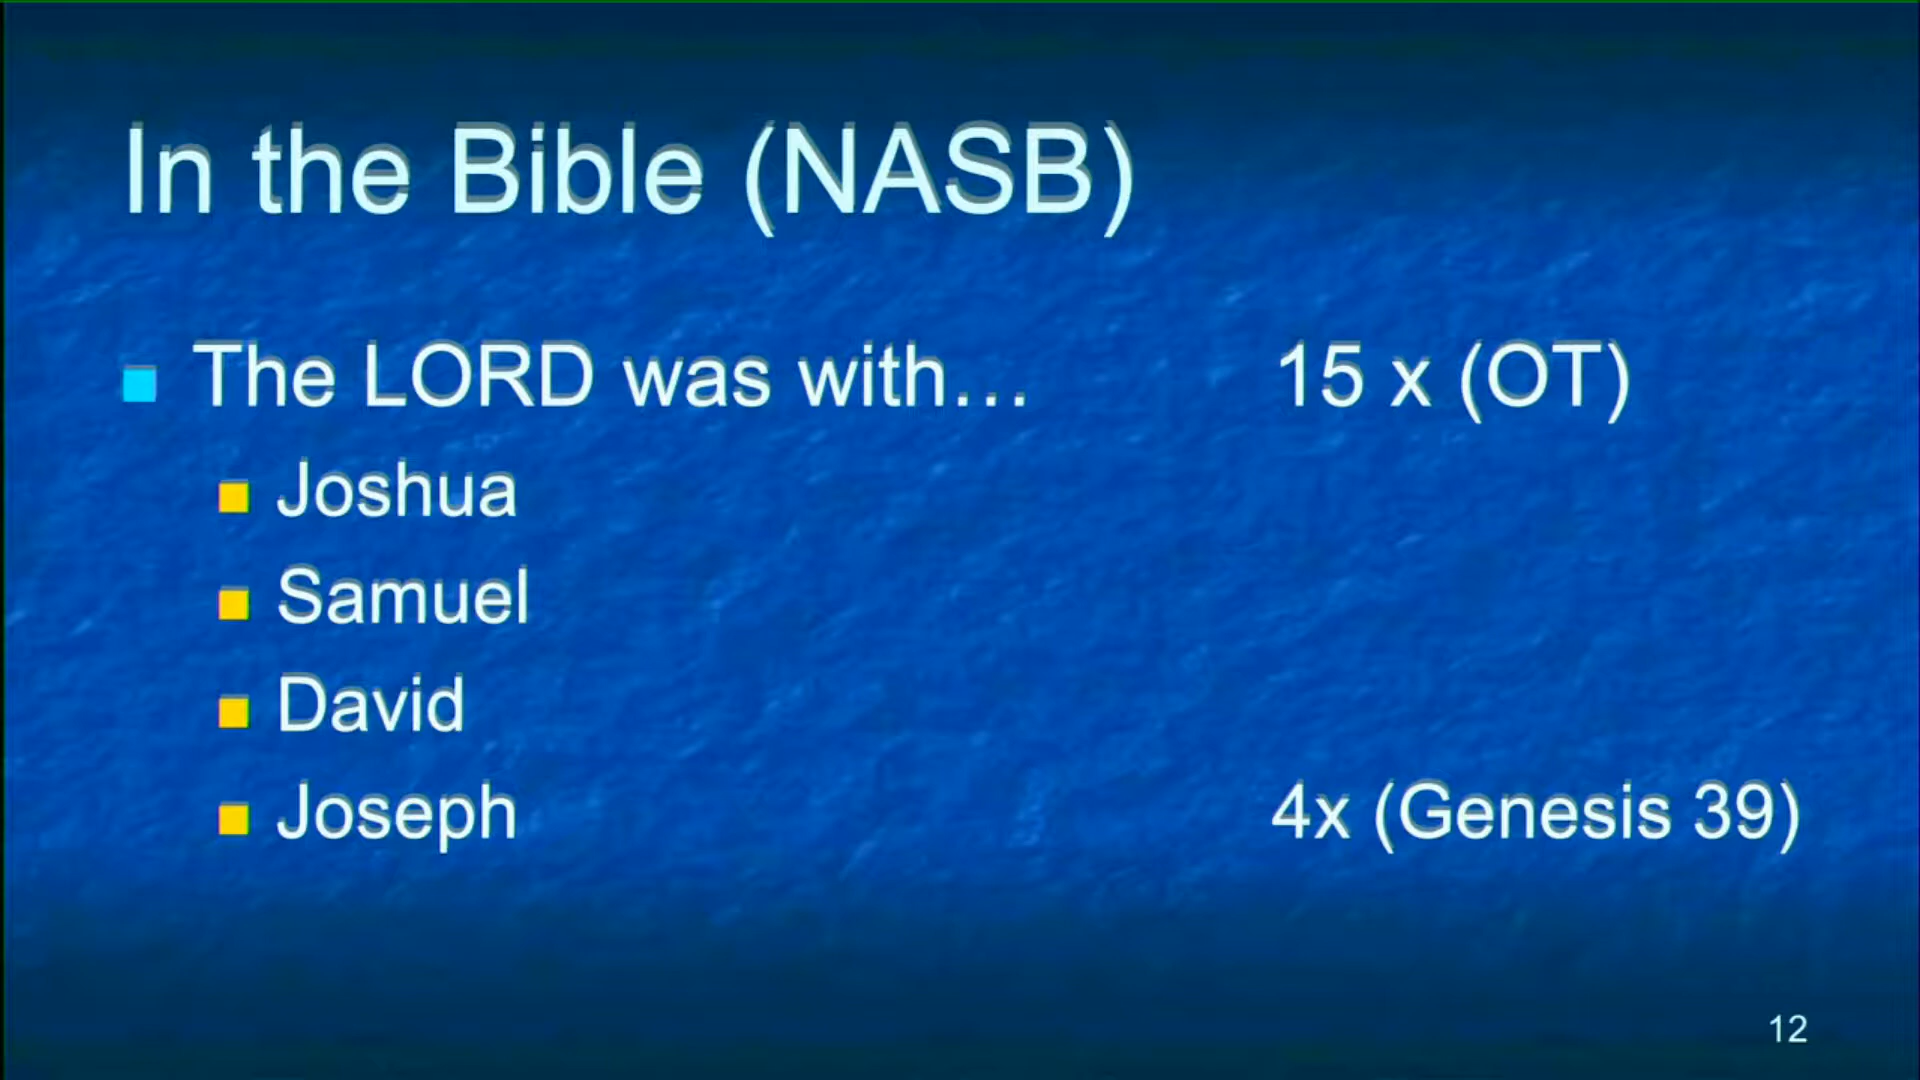 In the Bible (NASB)
The LORD was with... 15 x (OT)
Joshua
Samuel
David
Joseph 4x (Genesis 39)
12